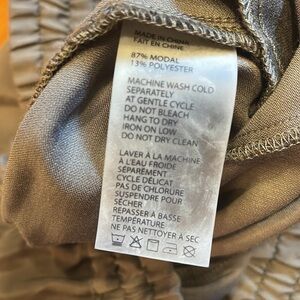 MADE IN CHINA
FAIT EN CHINE
87% MODAL
13% POLYESTER
MACHINE WASH COLD
SEPARATELY
AT GENTLE CYCLE
DO NOT BLEACH
HANG TO DRY
IRON ON LOW
DO NOT DRY CLEAN
LAVER À LA MACHINE
À L'EAU FROIDE
SÉPARÉMENT
CYCLE DÉLICAT
PAS DE CHLORURE
SUSPENDRE POUR
SÉCHER
REPASSER À BASSE
TEMPÉRATURE
NE PAS NETTOYER À SEC